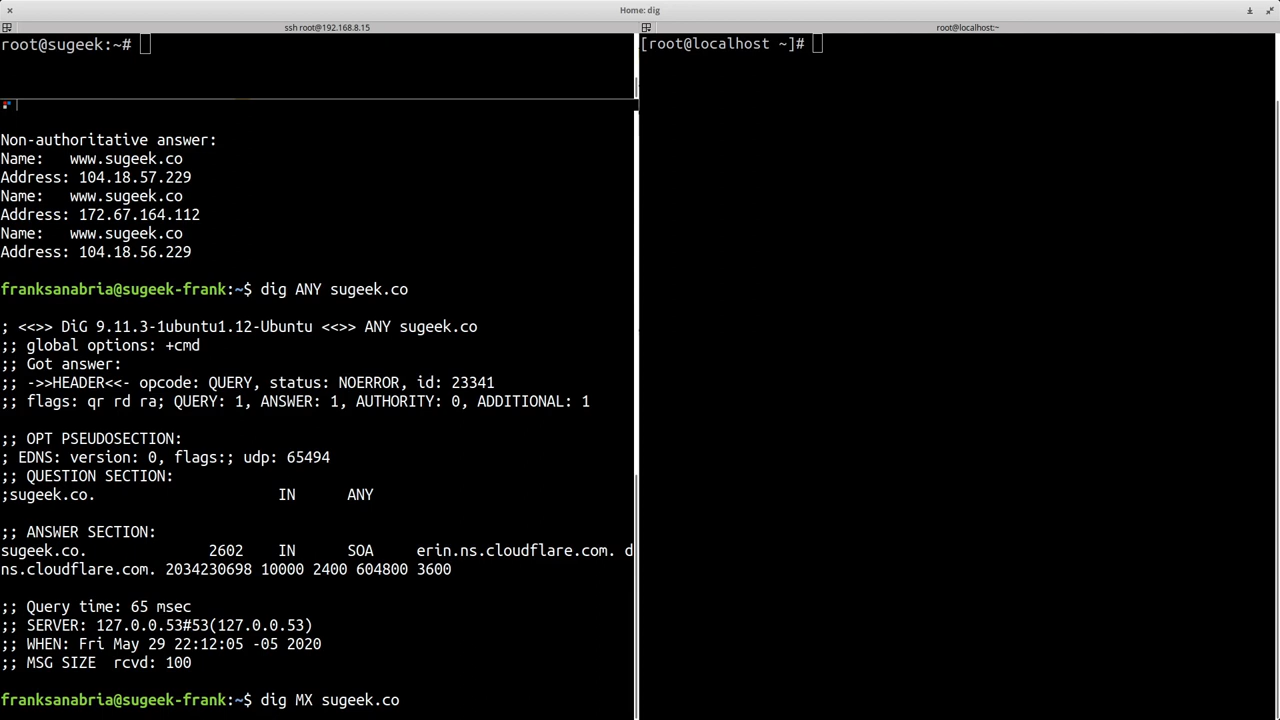 Home: dig
ssh root@192.168.8.15
root@sugeek:~#
Non-authoritative answer:
Name:   www.sugeek.co
Address: 104.18.57.229
Name:   www.sugeek.co
Address: 172.67.164.112
Name:   www.sugeek.co
Address: 104.18.56.229
franksanabria@sugeek-frank:~$ dig ANY sugeek.co
; <<>> DiG 9.11.3-1ubuntu1.12-Ubuntu <<>> ANY sugeek.co
;; global options: +cmd
;; Got answer:
;; ->>HEADER<<- opcode: QUERY, status: NOERROR, id: 23341
;; flags: qr rd ra; QUERY: 1, ANSWER: 1, AUTHORITY: 0, ADDITIONAL: 1
;; OPT PSEUDOSECTION:
; EDNS: version: 0, flags:; udp: 65494
;; QUESTION SECTION:
;sugeek.co.                     IN      ANY
;; ANSWER SECTION:
sugeek.co.              2602    IN      SOA     erin.ns.cloudflare.com. d
ns.cloudflare.com. 2034230698 10000 2400 604800 3600
;; Query time: 65 msec
;; SERVER: 127.0.0.53#53(127.0.0.53)
;; WHEN: Fri May 29 22:12:05 -05 2020
;; MSG SIZE  rcvd: 100
franksanabria@sugeek-frank:~$ dig MX sugeek.co
root@localhost:~
[root@localhost ~]#